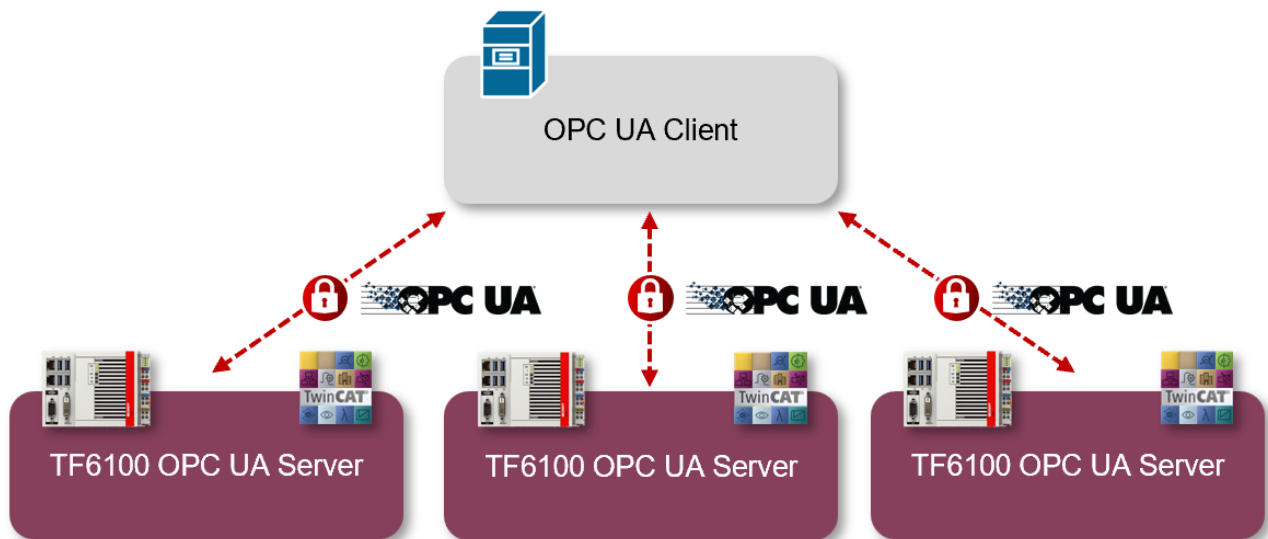 OPC UA Client
OPC UA OPC UA OPC UA
TwinCAT® TwinCAT® TwinCAT®
TF6100 OPC UA Server
TF6100 OPC UA Server
TF6100 OPC UA Server